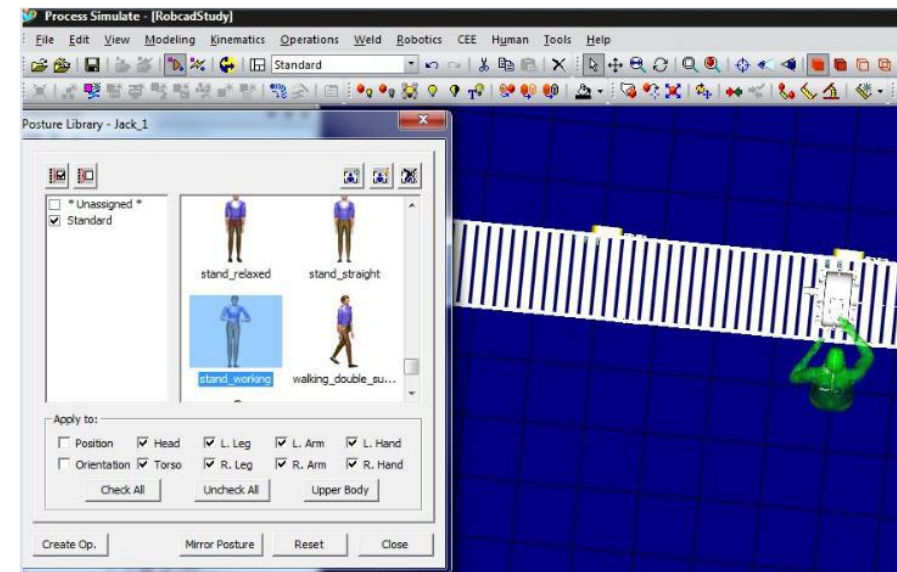 Process Simulate - [RobcadStudy]
File Edit View Modeling Kinematics Operations Weld Robotics CEE Human Tools Help
Standard
Posture Library - Jack_1
* Unassigned *
Standard
stand_relaxed stand_straight
stand_working walking_double_su...
Apply to:
Position Head L. Leg L. Arm L. Hand
Orientation Torso R. Leg R. Arm R. Hand
Check All Uncheck All Upper Body
Create Op. Mirror Posture Reset Close